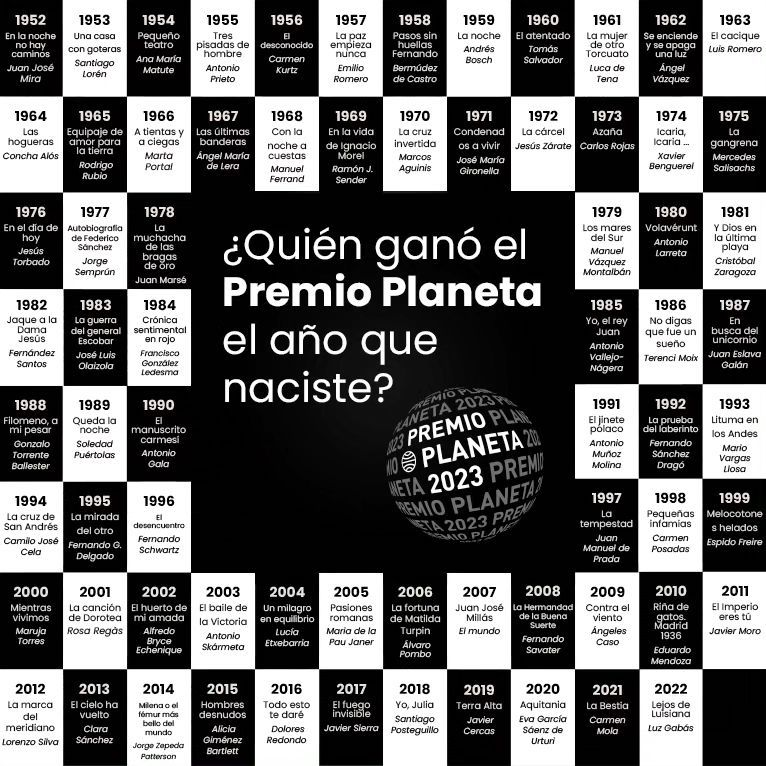 1952
En la noche
no hay
caminos
Juan José
Mira
1953
Una casa
con goteras
Santiago
Lorén
1954
Pequeño
teatro
Ana María
Matute
1955
Tres
pisadas de
hombre
Antonio
Prieto
1956
El
desconocido
Carmen
Kurtz
1957
La paz
empieza
nunca
Emilio
Romero
1958
Pasos sin
huellas
Fernando
Bermúdez
de Castro
1959
La noche
Andrés
Bosch
1960
El atentado
Tomás
Salvador
1961
La mujer
de otro
Torcuato
Luca de
Tena
1962
Se enciende
y se apaga
una luz
Ángel
Vázquez
1963
El cacique
Luis Romero
1964
Las
hogueras
Concha Alós
1965
Equipaje de
amor para
la tierra
Rodrigo
Rubio
1966
A tientas y
a ciegas
Marta
Portal
1967
Las últimas
banderas
Ángel María
de Lera
1968
Con la
noche a
cuestas
Manuel
Ferrand
1969
En la vida
de Ignacio
Morel
Ramón J.
Sender
1970
La cruz
invertida
Marcos
Aguinis
1971
Condenad
os a vivir
José María
Gironella
1972
La cárcel
Jesús Zárate
1973
Azaña
Carlos Rojas
1974
Icaria,
Icaria ...
Xavier
Benguerel
1975
La
gangrena
Mercedes
Salisachs
1976
En el día de
hoy
Jesús
Torbado
1977
Autobiografía
de Federico
Sánchez
Jorge
Semprún
1978
La
muchacha
de las
bragas
de oro
Juan Marsé
¿Quién ganó el
Premio Planeta
el año que
naciste?
1979
Los mares
del Sur
Manuel
Vázquez
Montalbán
1980
Volavérunt
Antonio
Larreta
1981
Y Dios en
la última
playa
Cristóbal
Zaragoza
1982
Jaque a la
Dama
Jesús
Fernández
Santos
1983
La guerra
del general
Escobar
José Luis
Olaizola
1984
Crónica
sentimental
en rojo
Francisco
González
Ledesma
1985
Yo, el rey
Juan
Antonio
Vallejo-
Nágera
1986
No digas
que fue un
sueño
Terenci Moix
1987
En
busca del
unicornio
Juan Eslava
Galán
1988
Filomeno, a
mi pesar
Gonzalo
Torrente
Ballester
1989
Queda la
noche
Soledad
Puértolas
1990
El
manuscrito
carmesí
Antonio
Gala
PREMIO PLANETA
PLANETA 2023 PREMIO
2023 PREMIO PLANETA
PREMIO PLANETA 2023
PLANETA 2023 PREMIO
PREMIO PLANETA
PLANETA 2023 PREMIO
PREMIO PLANETA
1991
El jinete
polaco
Antonio
Muñoz
Molina
1992
La prueba
del laberinto
Fernando
Sánchez
Dragó
1993
Lituma en
los Andes
Mario
Vargas
Llosa
1994
La cruz de
San Andrés
Camilo José
Cela
1995
La mirada
del otro
Fernando G.
Delgado
1996
El
desencuentro
Fernando
Schwartz
1997
La
tempestad
Juan
Manuel de
Prada
1998
Pequeñas
infamias
Carmen
Posadas
1999
Melocotone
s helados
Espido Freire
2000
Mientras
vivimos
Maruja
Torres
2001
La canción
de Dorotea
Rosa Regàs
2002
El huerto de
mi amada
Alfredo
Bryce
Echenique
2003
El baile de
la Victoria
Antonio
Skármeta
2004
Un milagro
en equilibrio
Lucía
Etxebarria
2005
Pasiones
romanas
Maria de la
Pau Janer
2006
La fortuna
de Matilda
Turpin
Álvaro
Pombo
2007
Juan José
Millás
El mundo
2008
La Hermandad
de la Buena
Suerte
Fernando
Savater
2009
Contra el
viento
Ángeles
Caso
2010
Riña de
gatos.
Madrid
1936
Eduardo
Mendoza
2011
El Imperio
eres tú
Javier Moro
2012
La marca
del
meridiano
Lorenzo Silva
2013
El cielo ha
vuelto
Clara
Sánchez
2014
Milena o el
fémur más
bello del
mundo
Jorge Zepeda
Patterson
2015
Hombres
desnudos
Alicia
Giménez
Bartlett
2016
Todo esto
te daré
Dolores
Redondo
2017
El fuego
invisible
Javier Sierra
2018
Yo, Julia
Santiago
Posteguillo
2019
Terra Alta
Javier
Cercas
2020
Aquitania
Eva García
Sáenz de
Urturi
2021
La Bestia
Carmen
Mola
2022
Lejos de
Luisiana
Luz Gabás